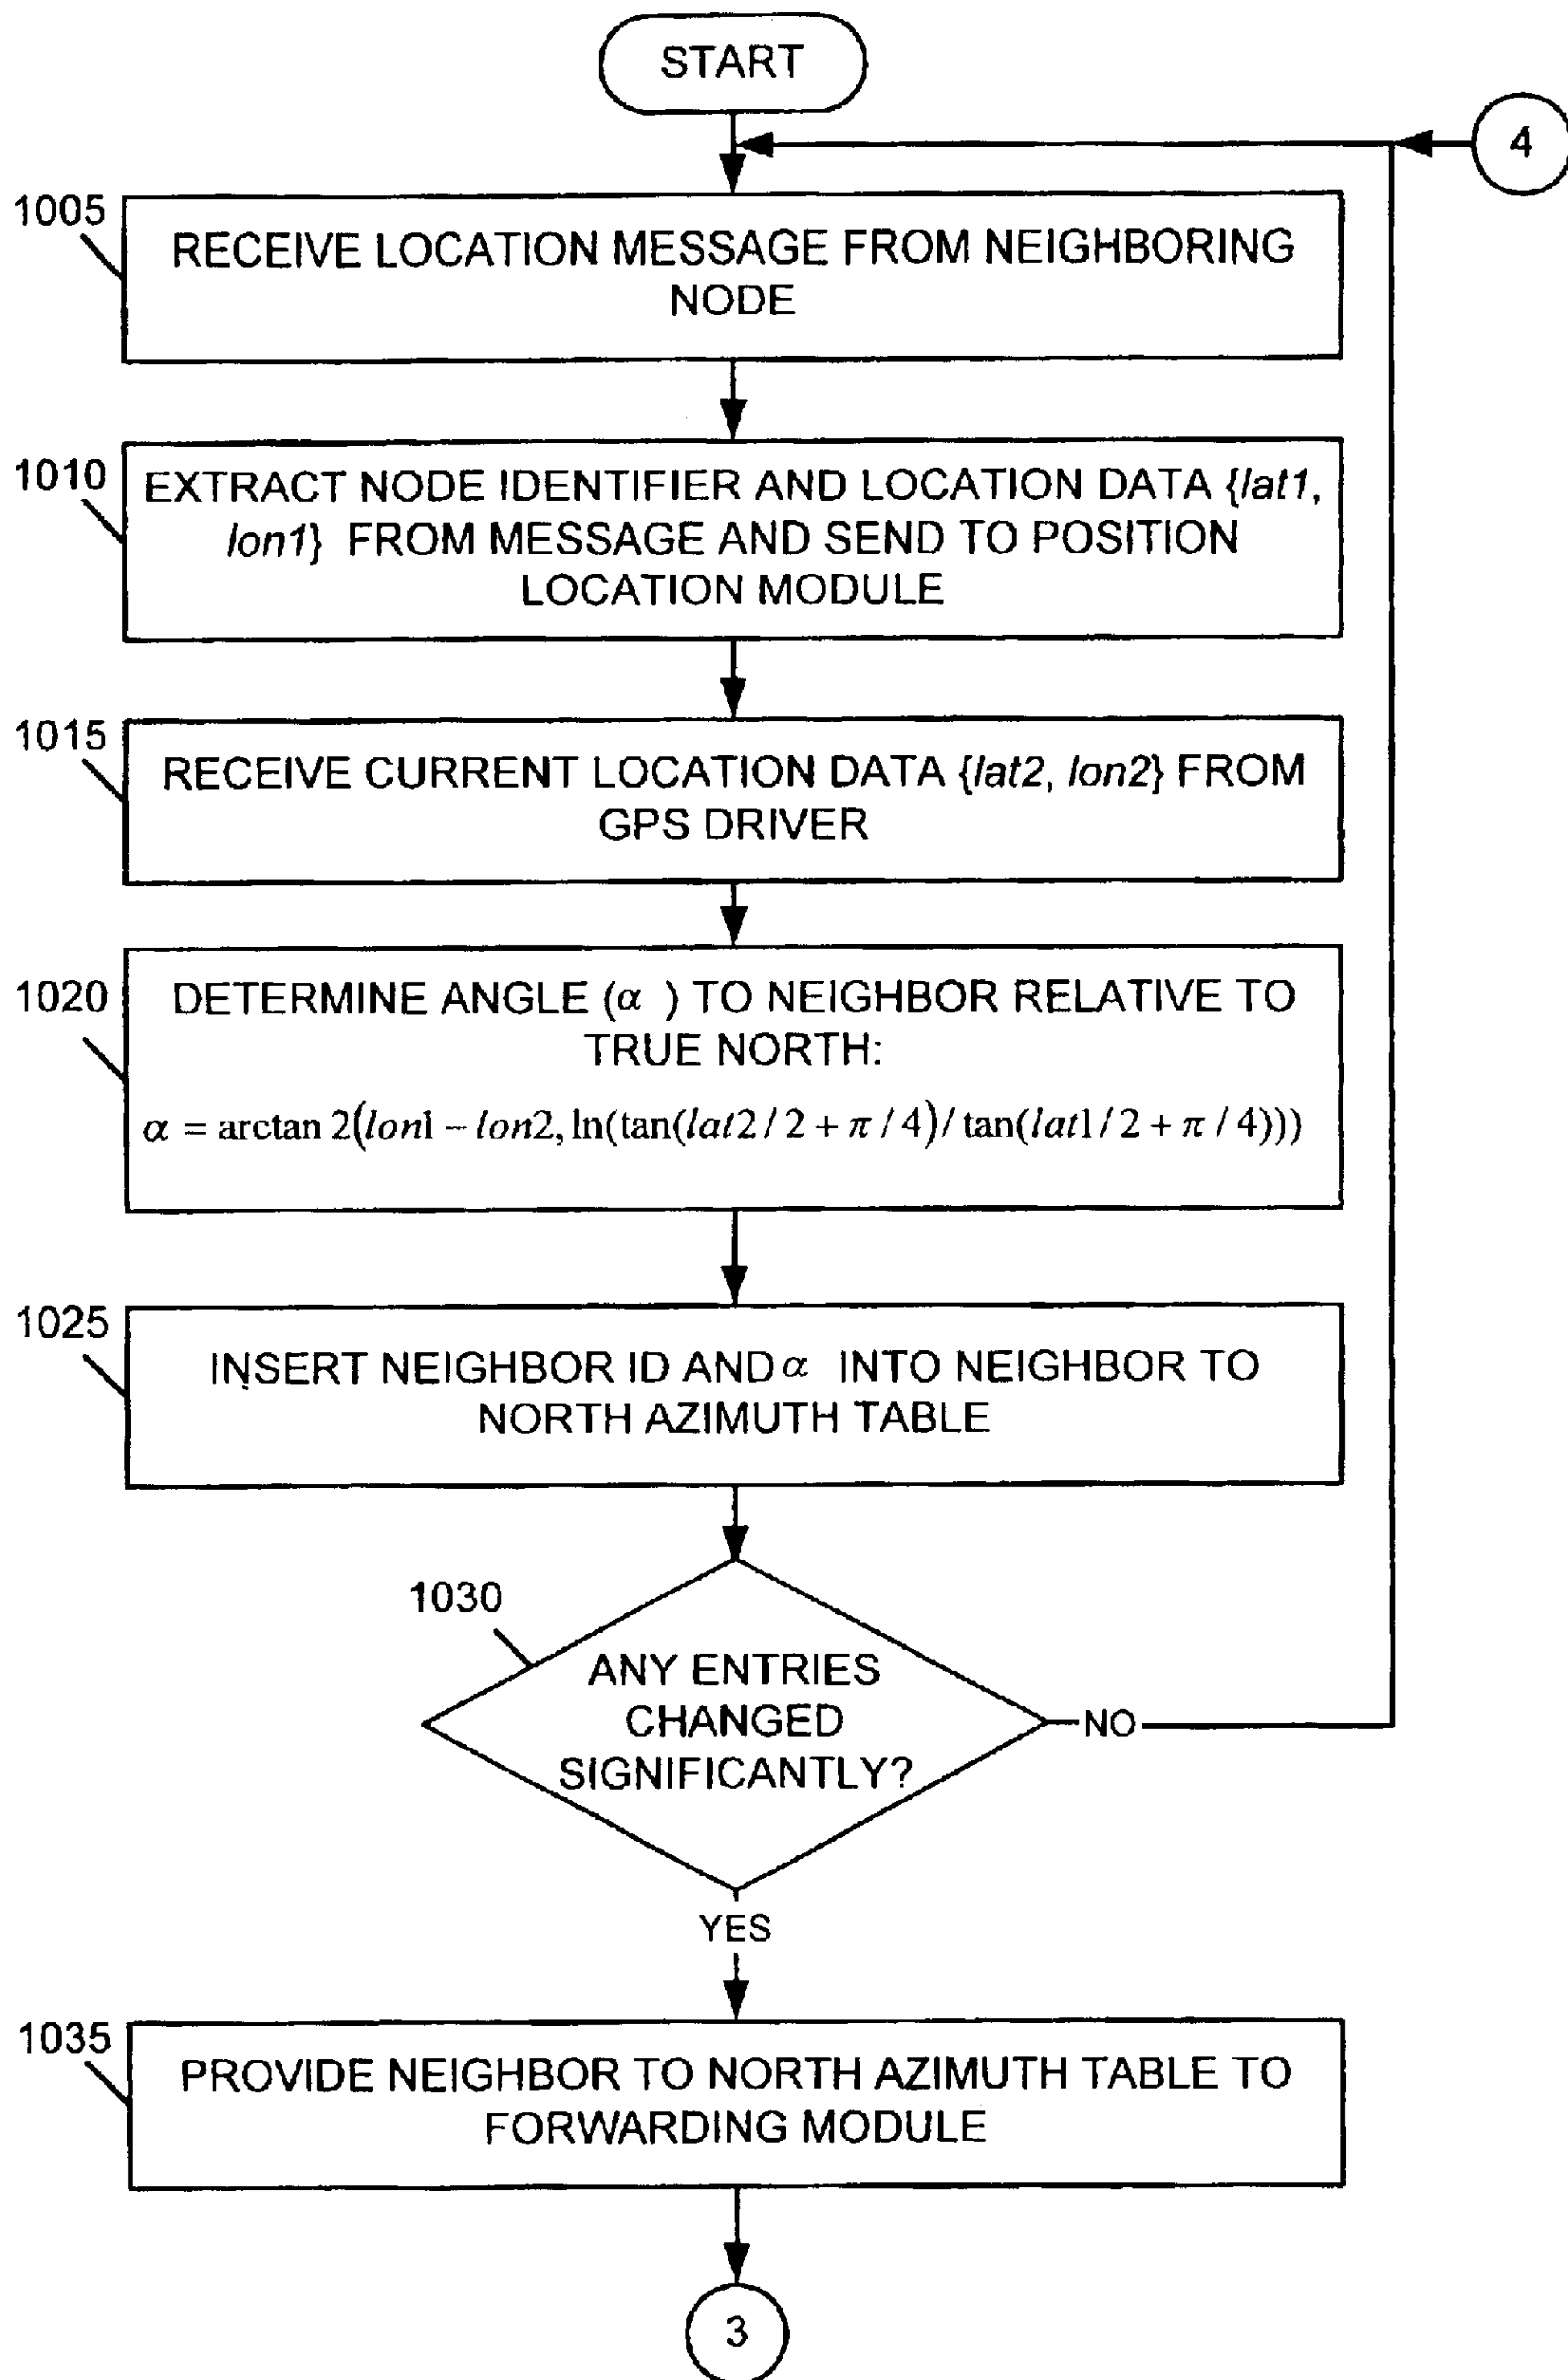 START
4
1005
RECEIVE LOCATION MESSAGE FROM NEIGHBORING
NODE
1010
EXTRACT NODE IDENTIFIER AND LOCATION DATA {lat1,
lon1} FROM MESSAGE AND SEND TO POSITION
LOCATION MODULE
1015
RECEIVE CURRENT LOCATION DATA {lat2, lon2} FROM
GPS DRIVER
1020
DETERMINE ANGLE (α ) TO NEIGHBOR RELATIVE TO
TRUE NORTH:
α = arctan 2(lon1 − lon2, ln(tan(lat2 / 2 + π / 4) / tan(lat1 / 2 + π / 4)))
1025
INSERT NEIGHBOR ID AND α INTO NEIGHBOR TO
NORTH AZIMUTH TABLE
1030
ANY ENTRIES
CHANGED
SIGNIFICANTLY?
NO
YES
1035
PROVIDE NEIGHBOR TO NORTH AZIMUTH TABLE TO
FORWARDING MODULE
3